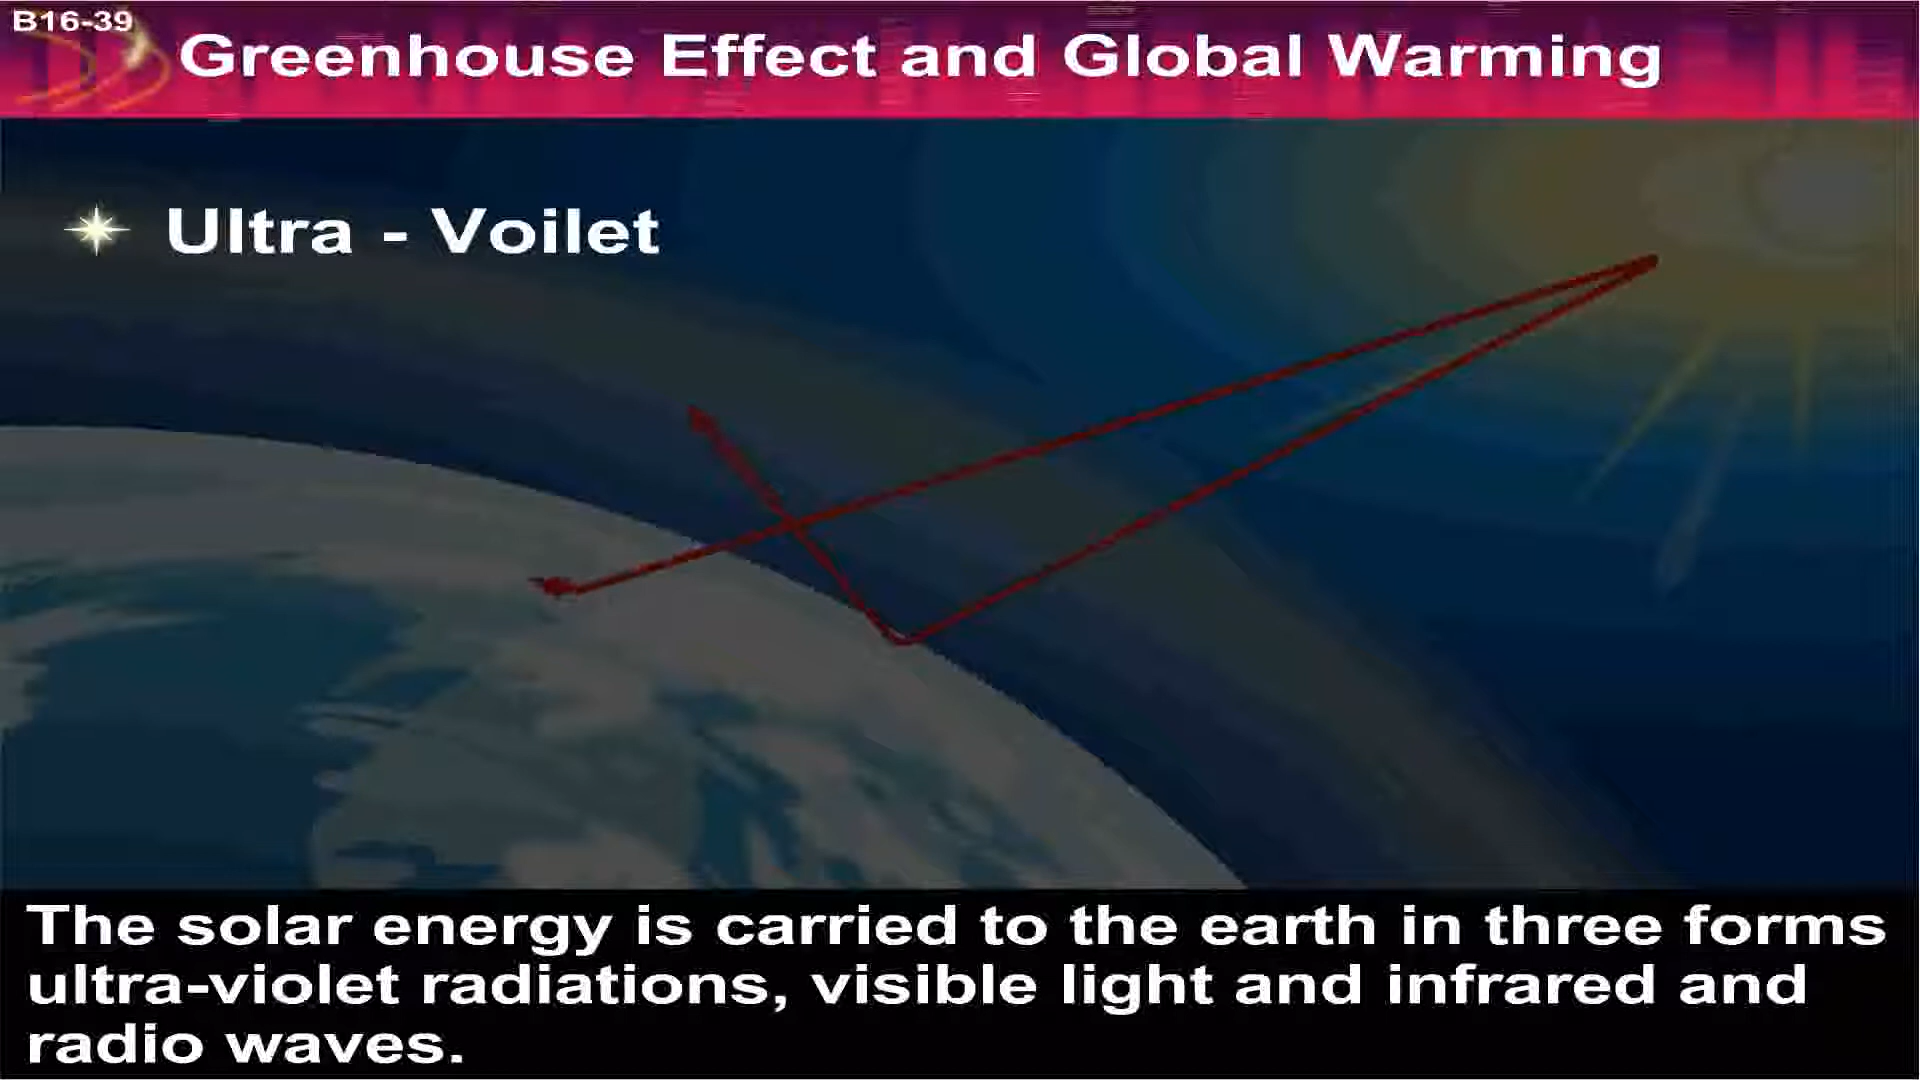 B16-39
Greenhouse Effect and Global Warming
Ultra - Voilet
The solar energy is carried to the earth in three forms
ultra-violet radiations, visible light and infrared and
radio waves.